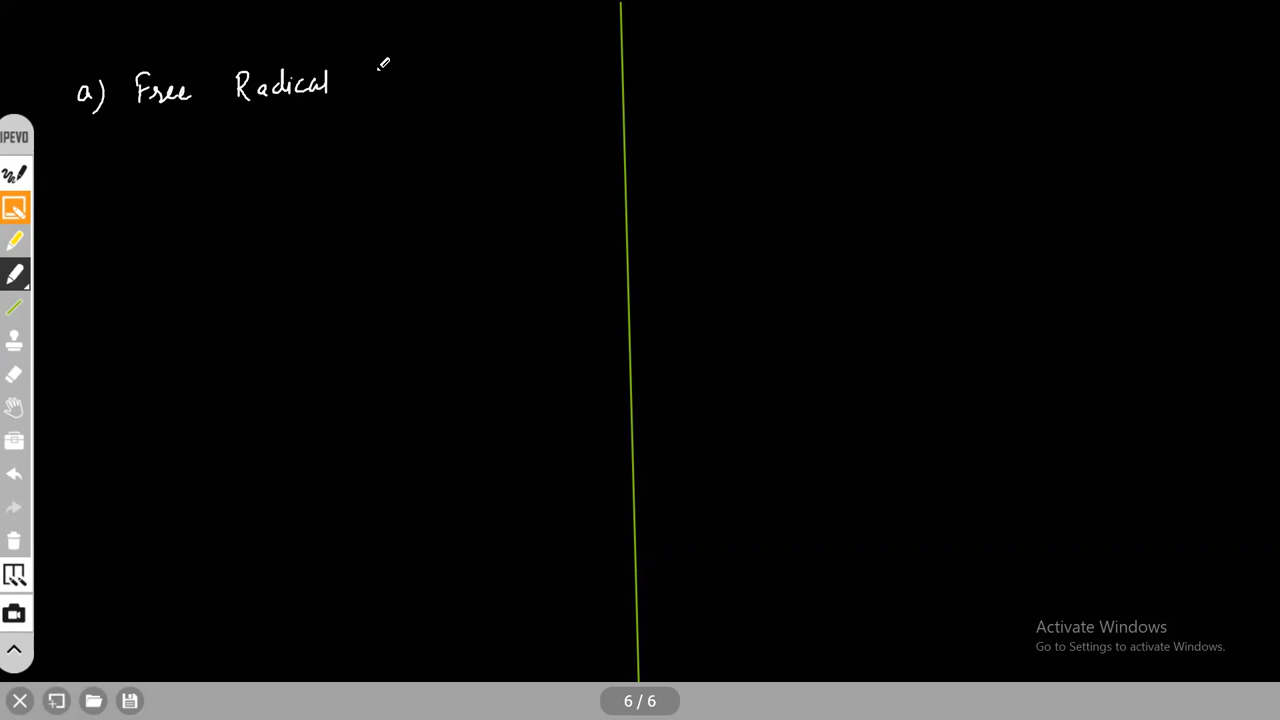 a) Free Radical
IPEVO
Activate Windows
Go to Settings to activate Windows.
6 / 6